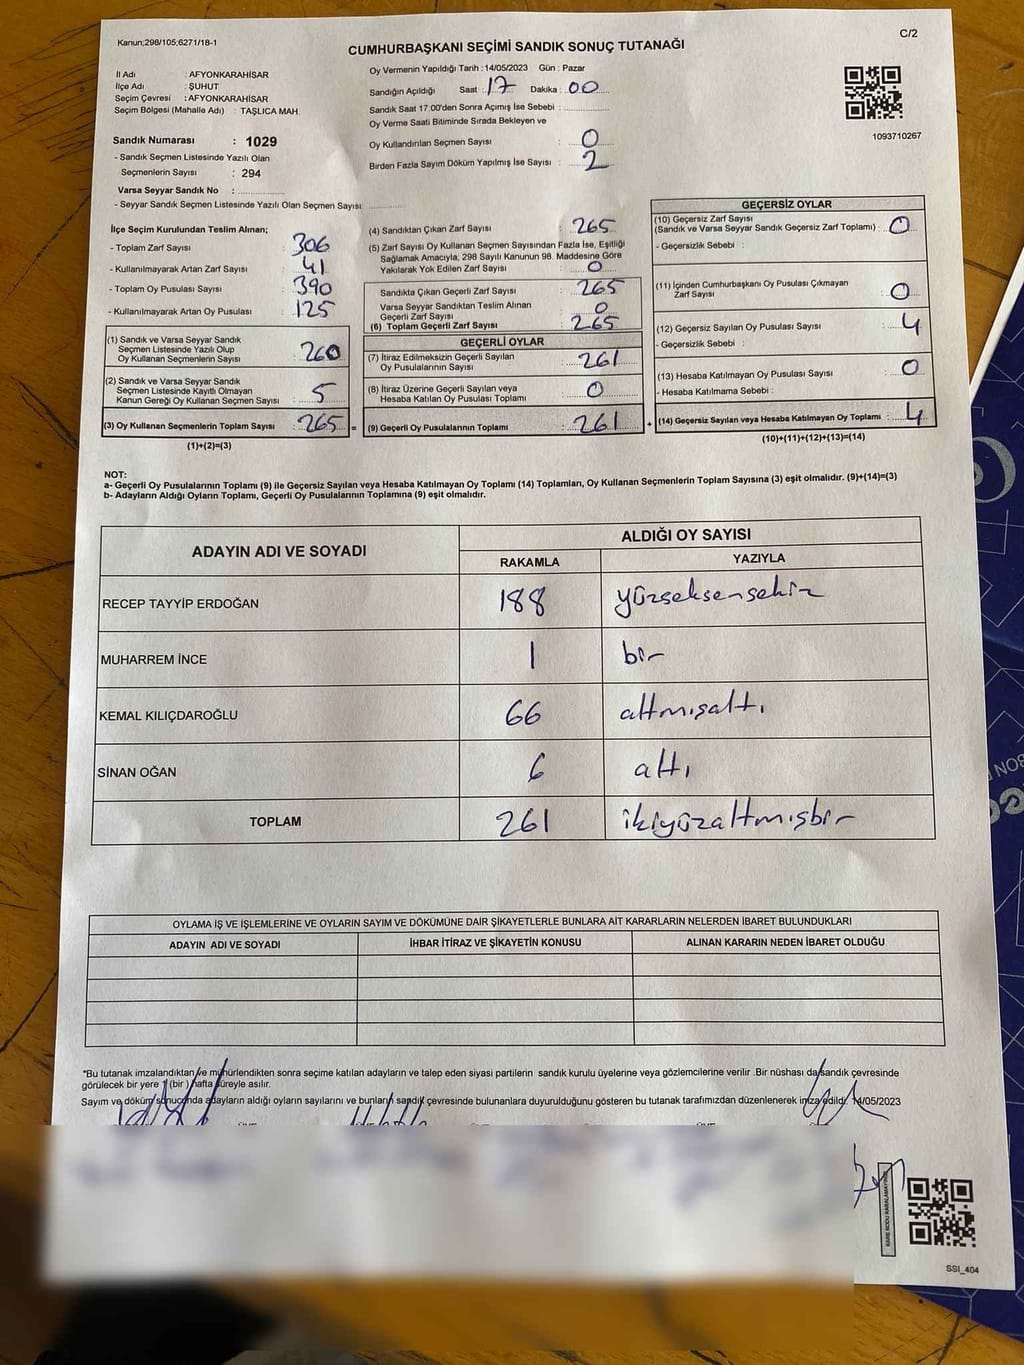 Kanun;298/105;6271/18-1
C/2
CUMHURBAŞKANI SEÇİMİ SANDIK SONUÇ TUTANAĞI
İl Adı : AFYONKARAHİSAR
İlçe Adı : ŞUHUT
Seçim Çevresi : AFYONKARAHİSAR
Seçim Bölgesi (Mahalle Adı) : TAŞLICA MAH.
Sandık Numarası : 1029
- Sandık Seçmen Listesinde Yazılı Olan
Seçmenlerin Sayısı : 294
Varsa Seyyar Sandık No :
- Seyyar Sandık Seçmen Listesinde Yazılı Olan Seçmen Sayısı:
Oy Vermenin Yapıldığı Tarih :14/05/2023 Gün : Pazar
Sandığın Açıldığı Saat : 17 Dakika : 00
Sandık Saat 17:00'den Sonra Açımış İse Sebebi :
Oy Verme Saati Bitiminde Sırada Bekleyen ve
Oy Kullandırılan Seçmen Sayısı : 0
Birden Fazla Sayım Döküm Yapılmış İse Sayısı : 2
1093710267
İlçe Seçim Kurulundan Teslim Alınan;
- Toplam Zarf Sayısı : 306
- Kullanılmayarak Artan Zarf Sayısı : 41
- Toplam Oy Pusulası Sayısı : 390
- Kullanılmayarak Artan Oy Pusulası : 125
(1) Sandık ve Varsa Seyyar Sandık
Seçmen Listesinde Yazılı Olup
Oy Kullanan Seçmenlerin Sayısı : 260
(2) Sandık ve Varsa Seyyar Sandık
Seçmen Listesinde Kayıtlı Olmayan
Kanun Gereği Oy Kullanan Seçmen Sayısı : 5
(3) Oy Kullanan Seçmenlerin Toplam Sayısı : 265 =
(1)+(2)=(3)
(4) Sandıktan Çıkan Zarf Sayısı : 265
(5) Zarf Sayısı Oy Kullanan Seçmen Sayısından Fazla İse, Eşitliği
Sağlamak Amacıyla, 298 Sayılı Kanunun 98. Maddesine Göre
Yakılarak Yok Edilen Zarf Sayısı : 0
Sandıkta Çıkan Geçerli Zarf Sayısı : 265
Varsa Seyyar Sandıktan Teslim Alınan
Geçerli Zarf Sayısı : 0
(6) Toplam Geçerli Zarf Sayısı : 265
GEÇERLİ OYLAR
(7) İtiraz Edilmeksizin Geçerli Sayılan
Oy Pusulalarının Sayısı : 261
(8) İtiraz Üzerine Geçerli Sayılan veya
Hesaba Katılan Oy Pusulası Toplamı : 0
(9) Geçerli Oy Pusulalarının Toplamı : 261 +
GEÇERSİZ OYLAR
(10) Geçersiz Zarf Sayısı
(Sandık ve Varsa Seyyar Sandık Geçersiz Zarf Toplamı) : 0
- Geçersizlik Sebebi :
(11) İçinden Cumhurbaşkanı Oy Pusulası Çıkmayan
Zarf Sayısı : 0
(12) Geçersiz Sayılan Oy Pusulası Sayısı : 4
- Geçersizlik Sebebi :
(13) Hesaba Katılmayan Oy Pusulası Sayısı : 0
- Hesaba Katılmama Sebebi :
(14) Geçersiz Sayılan veya Hesaba Katılmayan Oy Toplamı : 4
(10)+(11)+(12)+(13)=(14)
NOT:
a- Geçerli Oy Pusulalarının Toplamı (9) ile Geçersiz Sayılan veya Hesaba Katılmayan Oy Toplamı (14) Toplamları, Oy Kullanan Seçmenlerin Toplam Sayısına (3) eşit olmalıdır. (9)+(14)=(3)
b- Adayların Aldığı Oyların Toplamı, Geçerli Oy Pusulalarının Toplamına (9) eşit olmalıdır.
ADAYIN ADI VE SOYADI ALDIĞI OY SAYISI
RAKAMLA YAZIYLA
RECEP TAYYİP ERDOĞAN 188 yüzseksensekiz
MUHARREM İNCE 1 bir
KEMAL KILIÇDAROĞLU 66 altmışaltı
SİNAN OĞAN 6 altı
TOPLAM 261 ikiyüzaltmışbir
OYLAMA İŞ VE İŞLEMLERİNE VE OYLARIN SAYIM VE DÖKÜMÜNE DAİR ŞİKAYETLERLE BUNLARA AİT KARARLARIN NELERDEN İBARET BULUNDUKLARI
ADAYIN ADI VE SOYADI İHBAR İTİRAZ VE ŞİKAYETİN KONUSU ALINAN KARARIN NEDEN İBARET OLDUĞU
*Bu tutanak imzalandıktan ve mühürlendikten sonra seçime katılan adayların ve talep eden siyasi partilerin sandık kurulu üyelerine veya gözlemcilerine verilir .Bir nüshası da sandık çevresinde
görülecek bir yere 1 (bir) hafta süreyle asılır.
Sayım ve döküm sonucunda adayların aldığı oyların sayılarını ve bunların sandık çevresinde bulunanlara duyurulduğunu gösteren bu tutanak tarafımızdan düzenlenerek imza edildi. 14/05/2023
KARE KODU KARALAMAYINIZ
SSI_404